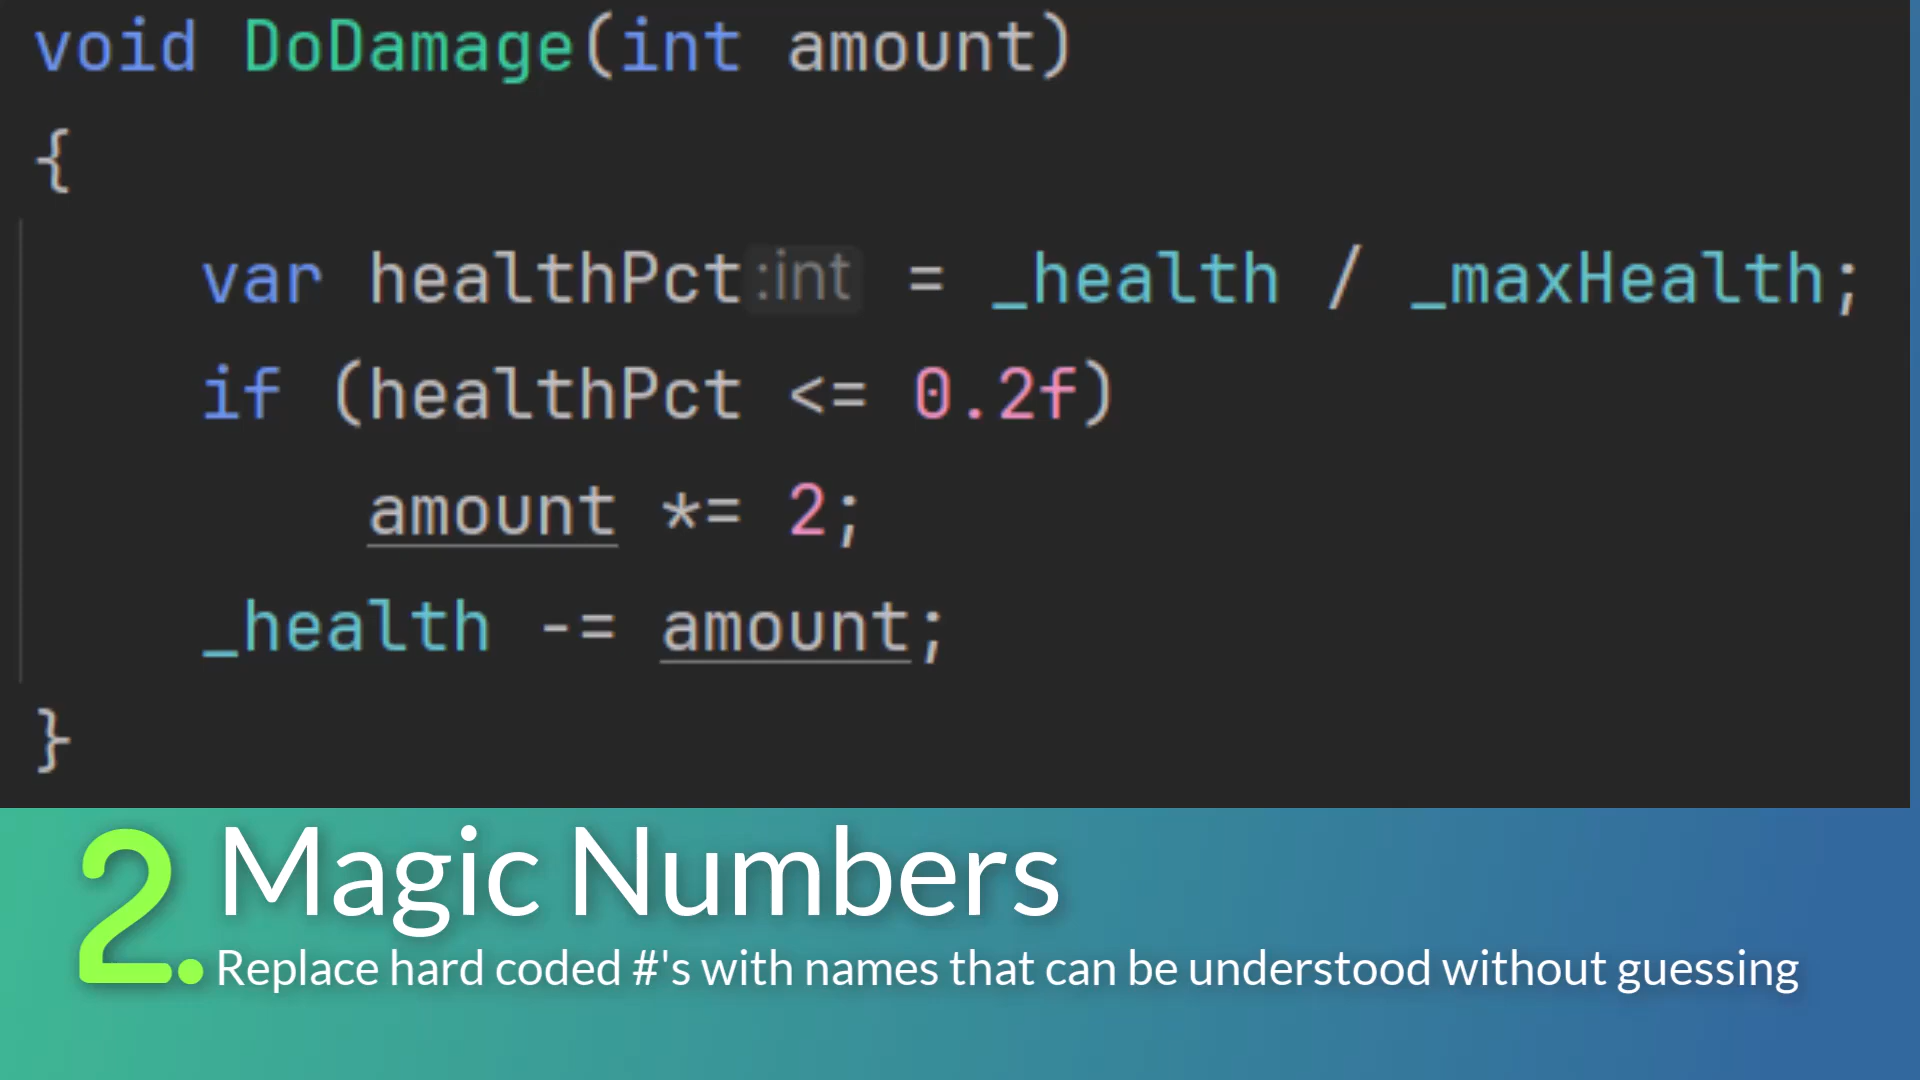 void DoDamage(int amount)
{
var healthPct:int = _health / _maxHealth;
if (healthPct <= 0.2f)
amount *= 2;
_health -= amount;
}
2. Magic Numbers
Replace hard coded #'s with names that can be understood without guessing